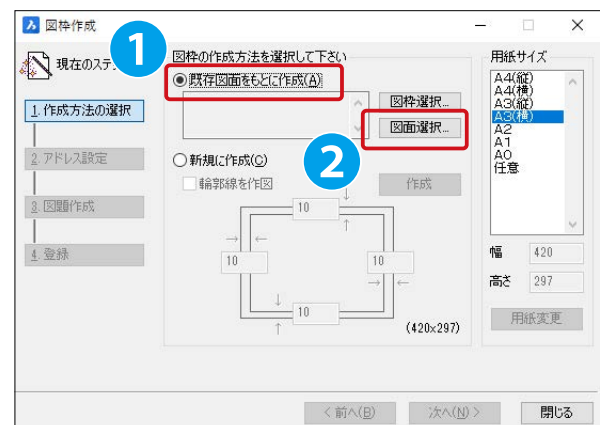 図枠作成
1
現在のステ
図枠の作成方法を選択して下さい
用紙サイズ
既存図面をもとに作成(A)
A4(縦)
A4(横)
A3(縦)
A3(横)
A2
A1
A0
任意
図枠選択...
1. 作成方法の選択
図面選択...
2
2. アドレス設定
新規に作成(C)
輪郭線を作図
作成
3. 図題作成
10
4. 登録
10
10
幅 420
高さ 297
10
(420×297)
用紙変更
< 前へ(B)
次へ(N) >
閉じる